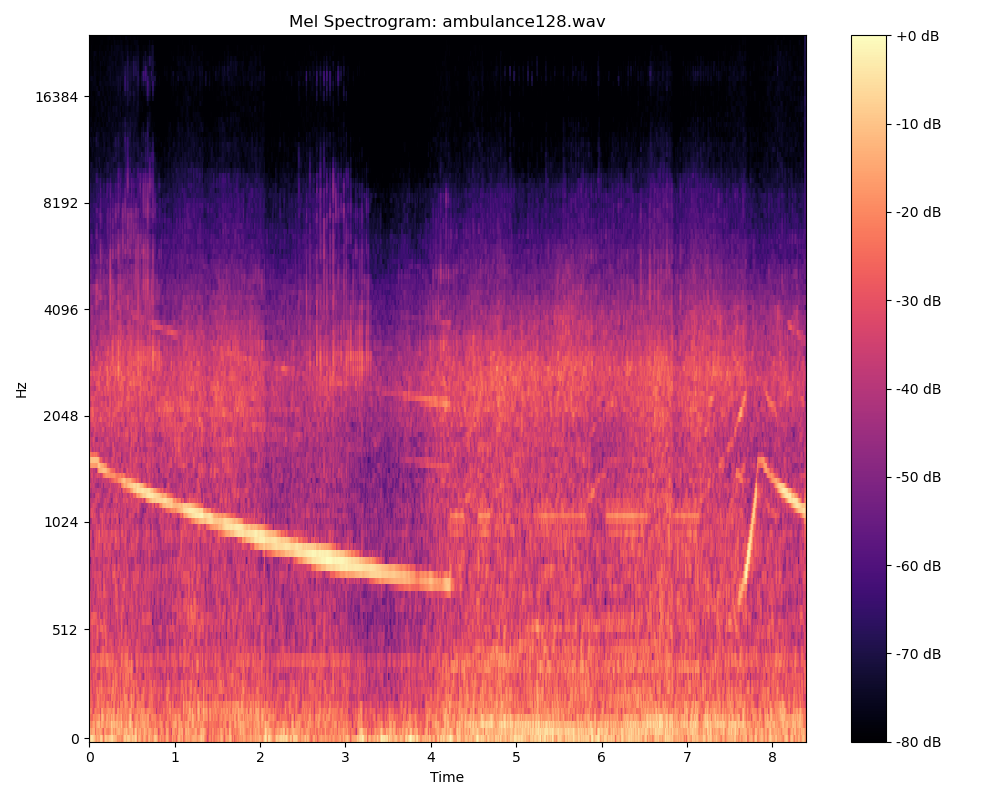 Mel Spectrogram: ambulance128.wav
Hz
16384
8192
4096
2048
1024
512
0
0 1 2 3 4 5 6 7 8
Time
+0 dB
-10 dB
-20 dB
-30 dB
-40 dB
-50 dB
-60 dB
-70 dB
-80 dB